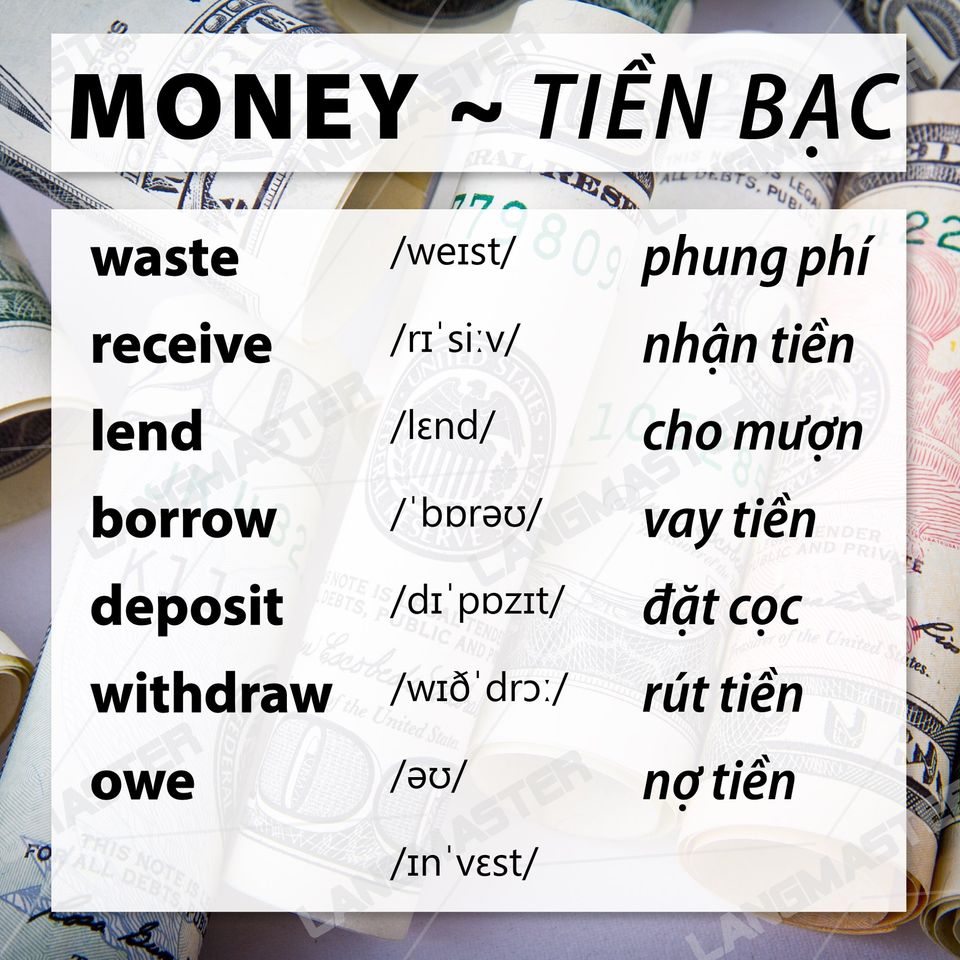 MONEY ~ TIỀN BẠC
waste /weɪst/ phung phí
receive /rɪˈsiːv/ nhận tiền
lend /lɛnd/ cho mượn
borrow /ˈbɒrəʊ/ vay tiền
deposit /dɪˈpɒzɪt/ đặt cọc
withdraw /wɪðˈdrɔː/ rút tiền
owe /əʊ/ nợ tiền
/ɪnˈvɛst/
LANGMASTER